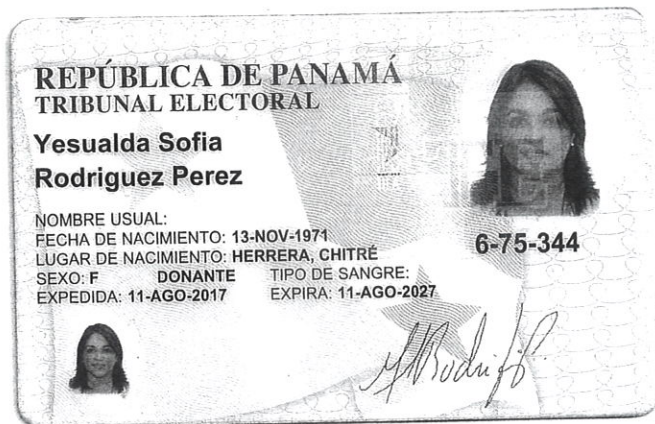 REPÚBLICA DE PANAMÁ
TRIBUNAL ELECTORAL
Yesualda Sofia
Rodriguez Perez
NOMBRE USUAL:
FECHA DE NACIMIENTO: 13-NOV-1971
LUGAR DE NACIMIENTO: HERRERA, CHITRÉ
SEXO: F DONANTE TIPO DE SANGRE:
EXPEDIDA: 11-AGO-2017 EXPIRA: 11-AGO-2027
6-75-344